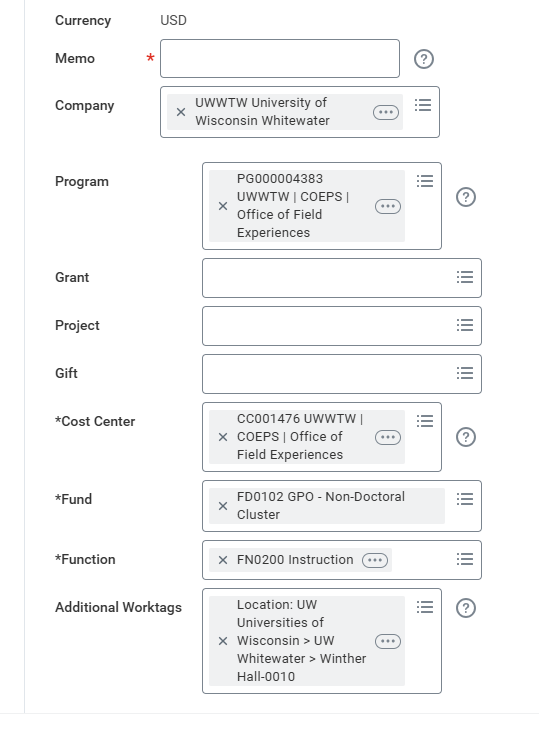 Currency USD
Memo *
Company
UWWTW University of
Wisconsin Whitewater
Program
PG000004383
UWWTW | COEPS |
Office of Field
Experiences
Grant
Project
Gift
*Cost Center
CC001476 UWWTW |
COEPS | Office of
Field Experiences
*Fund
FD0102 GPO - Non-Doctoral
Cluster
*Function
FN0200 Instruction
Additional Worktags
Location: UW
Universities of
Wisconsin > UW
Whitewater > Winther
Hall-0010